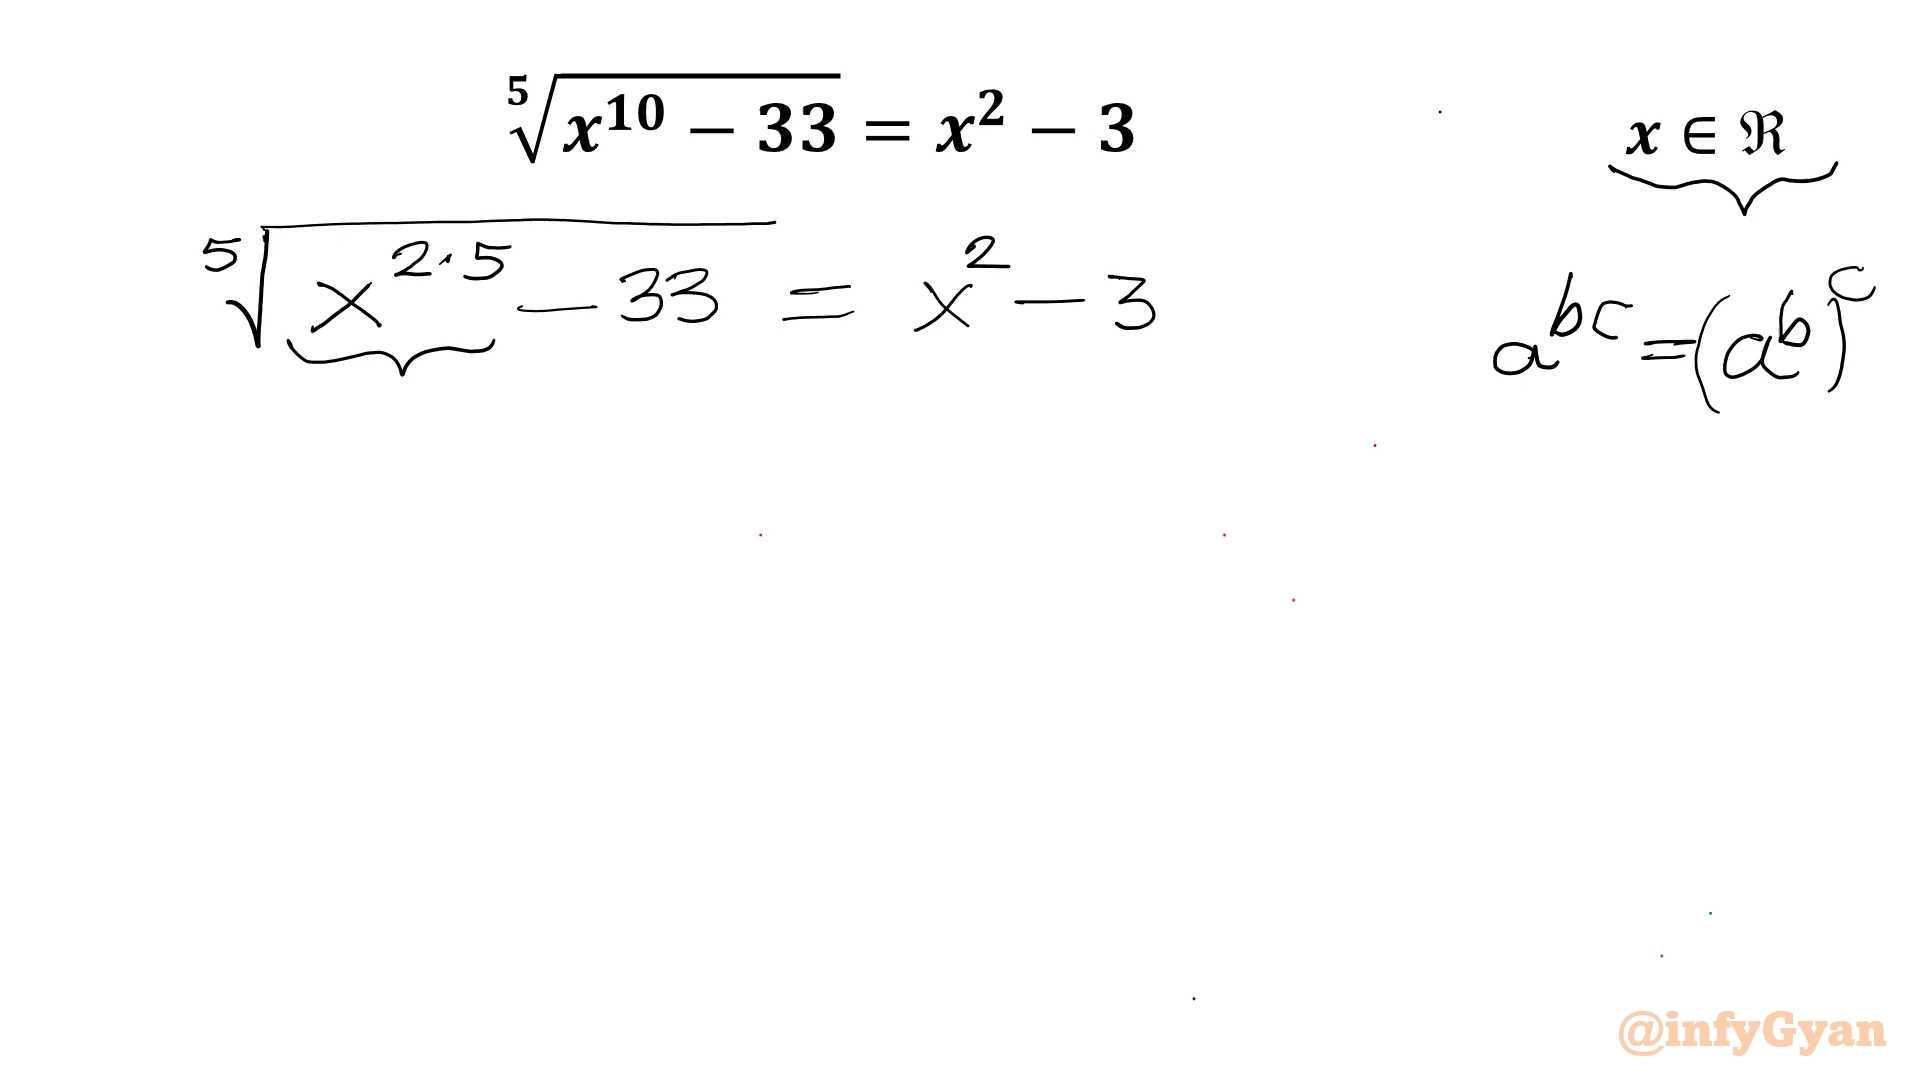 ⁵√(x¹⁰ − 33) = x² − 3
x ∈ ℜ
⁵√(x^(2·5) − 33) = x² − 3
a^(bc) = (a^b)^c
@infyGyan